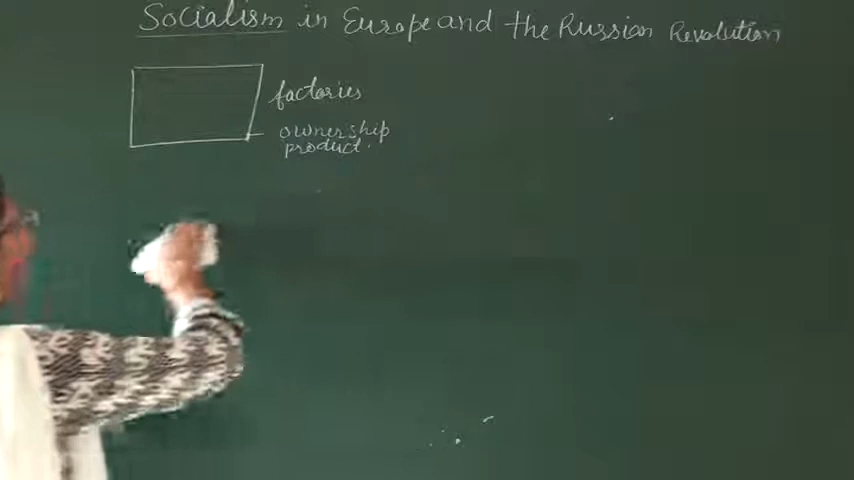 Socialism in Europe and the Russian Revolution
factories
ownership
product.